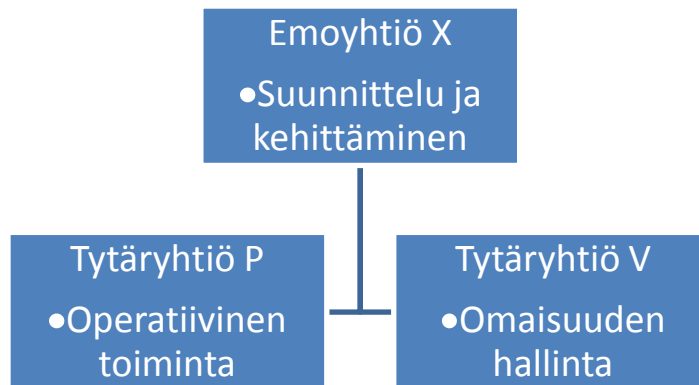 Emoyhtiö X
•Suunnittelu ja
kehittäminen
Tytäryhtiö P
•Operatiivinen
toiminta
Tytäryhtiö V
•Omaisuuden
hallinta